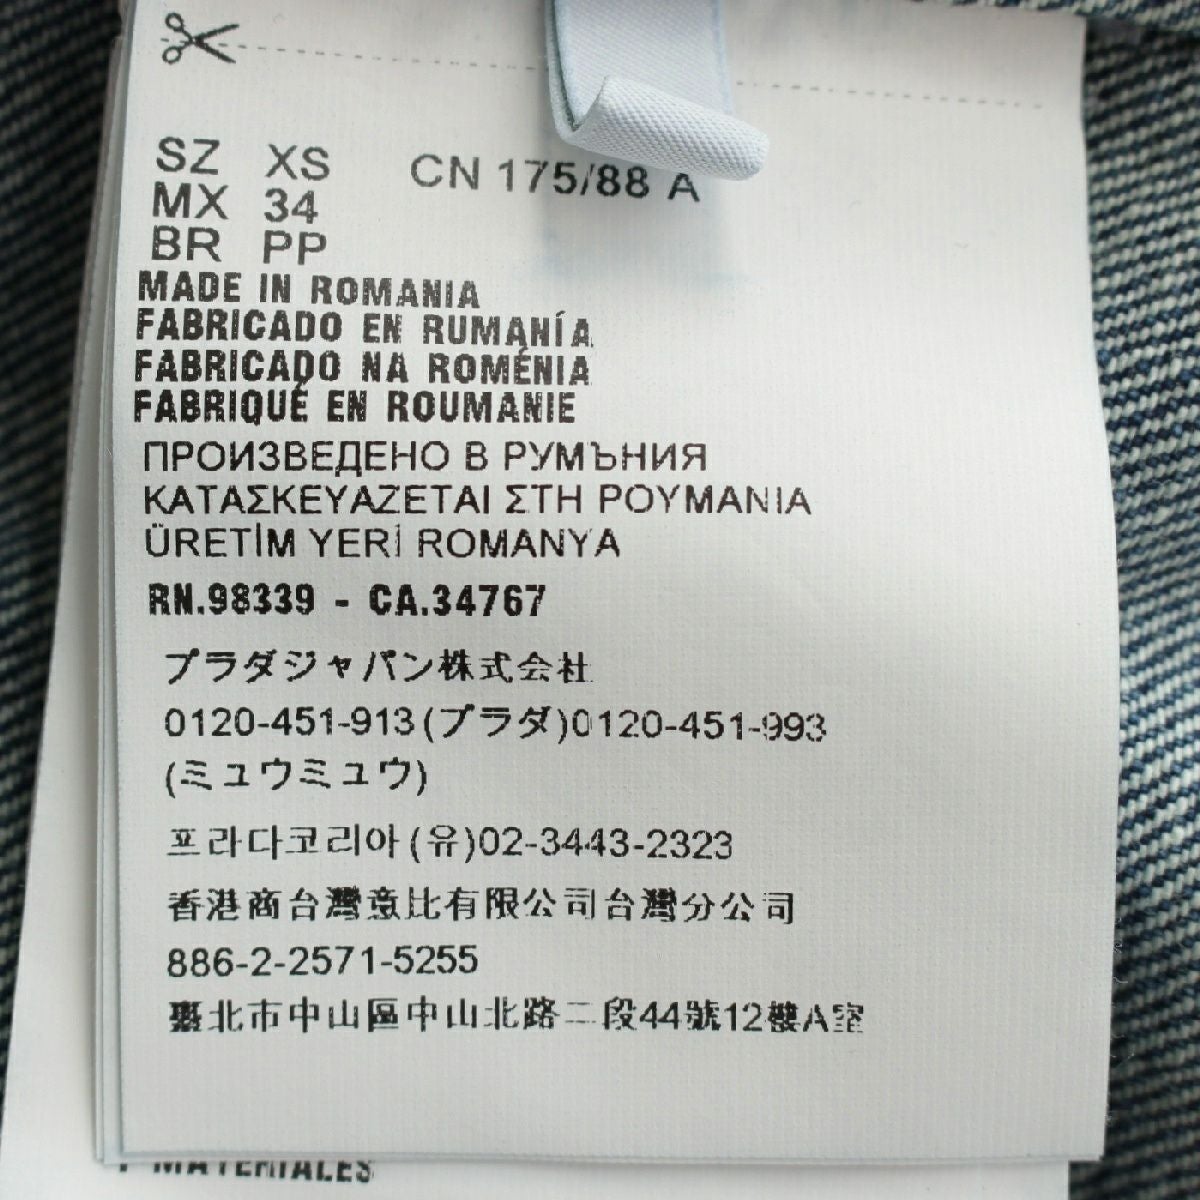 SZ XS CN 175/88 A
MX 34
BR PP
MADE IN ROMANIA
FABRICADO EN RUMANÍA
FABRICADO NA ROMÉNIA
FABRIQUÉ EN ROUMANIE
ПРОИЗВЕДЕНО В РУМЪНИЯ
ΚΑΤΑΣΚΕΥΑΖΕΤΑΙ ΣΤΗ ΡΟΥΜΑΝΙΑ
ÜRETİM YERİ ROMANYA
RN.98339 - CA.34767
プラダジャパン株式会社
0120-451-913(プラダ)0120-451-993
(ミュウミュウ)
프라다코리아(유)02-3443-2323
香港商台灣意比有限公司台灣分公司
886-2-2571-5255
臺北市中山區中山北路二段44號12樓A室
MATERIALES